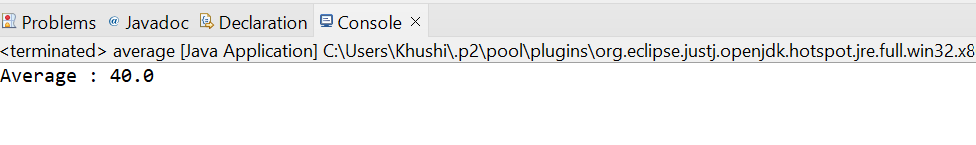 Problems @ Javadoc Declaration Console ×
<terminated> average [Java Application] C:\Users\Khushi\.p2\pool\plugins\org.eclipse.justj.openjdk.hotspot.jre.full.win32.x8
Average : 40.0